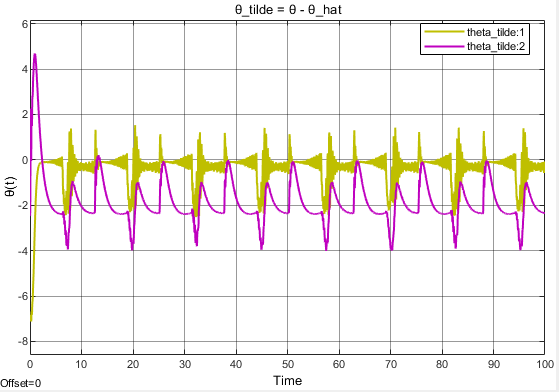 θ_tilde = θ - θ_hat
theta_tilde:1
theta_tilde:2
6
4
2
0
-2
-4
-6
-8
θ(t)
0 10 20 30 40 50 60 70 80 90 100
Time
Offset=0